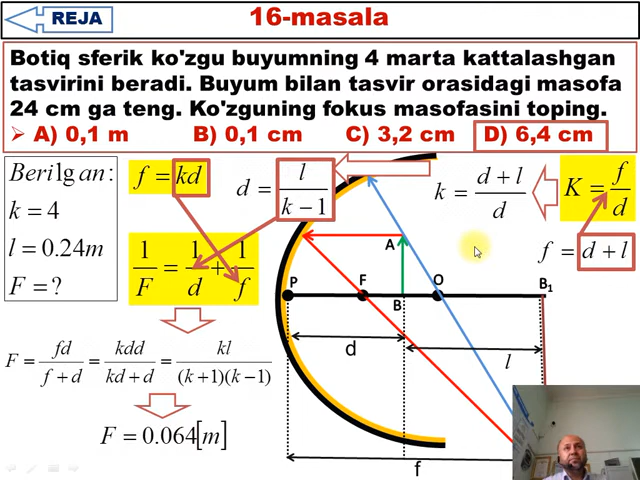 REJA
16-masala
Botiq sferik ko'zgu buyumning 4 marta kattalashgan
tasvirini beradi. Buyum bilan tasvir orasidagi masofa
24 cm ga teng. Ko'zguning fokus masofasini toping.
➢ A) 0,1 m B) 0,1 cm C) 3,2 cm D) 6,4 cm
Berilgan:
k = 4
l = 0.24m
F = ?
f = kd
d = l / (k − 1)
k = (d + l) / d
K = f / d
f = d + l
1/F = 1/d + 1/f
F = fd / (f + d) = kdd / (kd + d) = kl / ((k+1)(k−1))
F = 0.064[m]
A
P F B O B₁
d
l
f